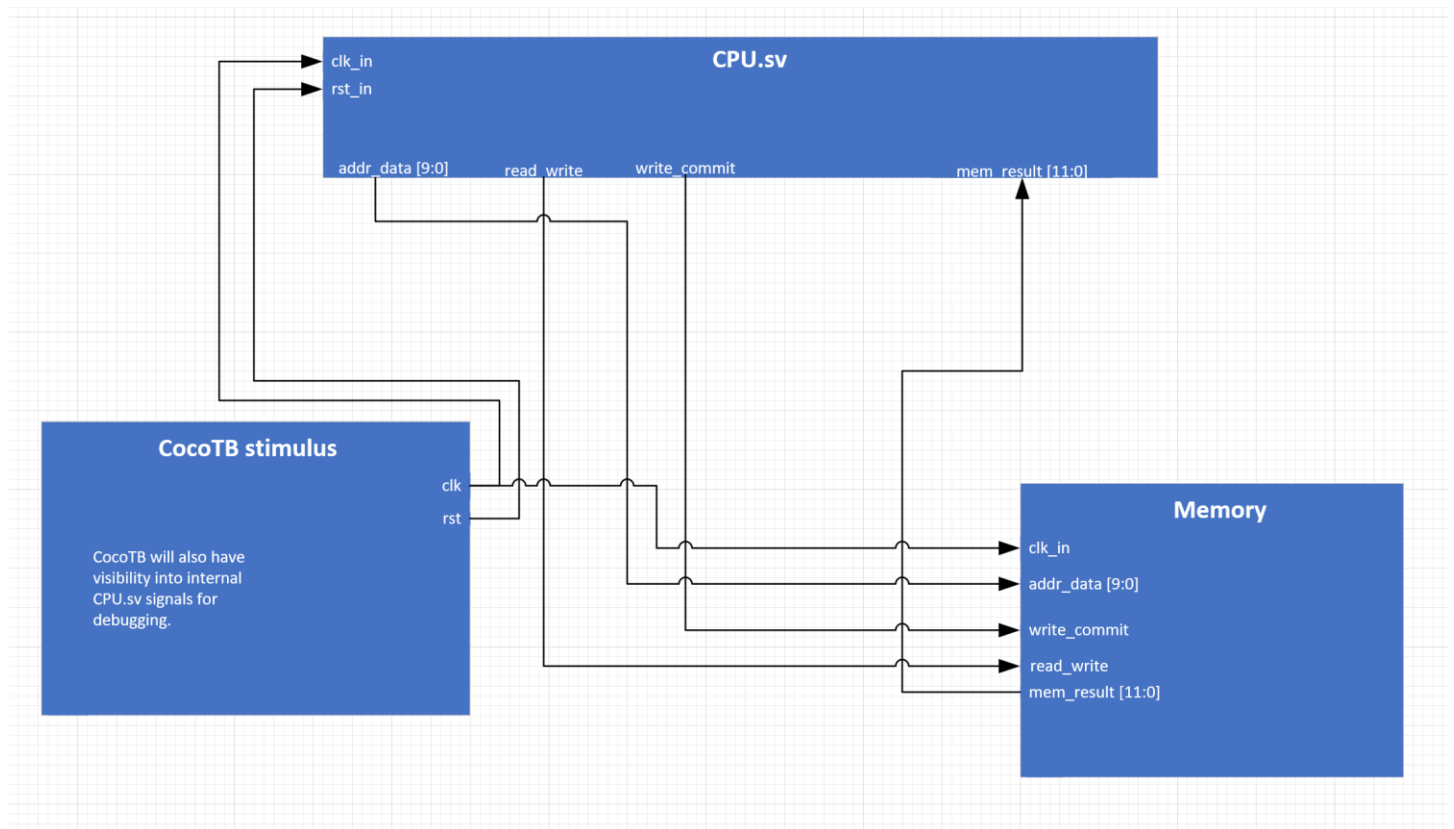 CPU.sv
clk_in
rst_in
addr_data [9:0]
read_write
write_commit
mem_result [11:0]
CocoTB stimulus
clk
rst
CocoTB will also have
visibility into internal
CPU.sv signals for
debugging.
Memory
clk_in
addr_data [9:0]
write_commit
read_write
mem_result [11:0]